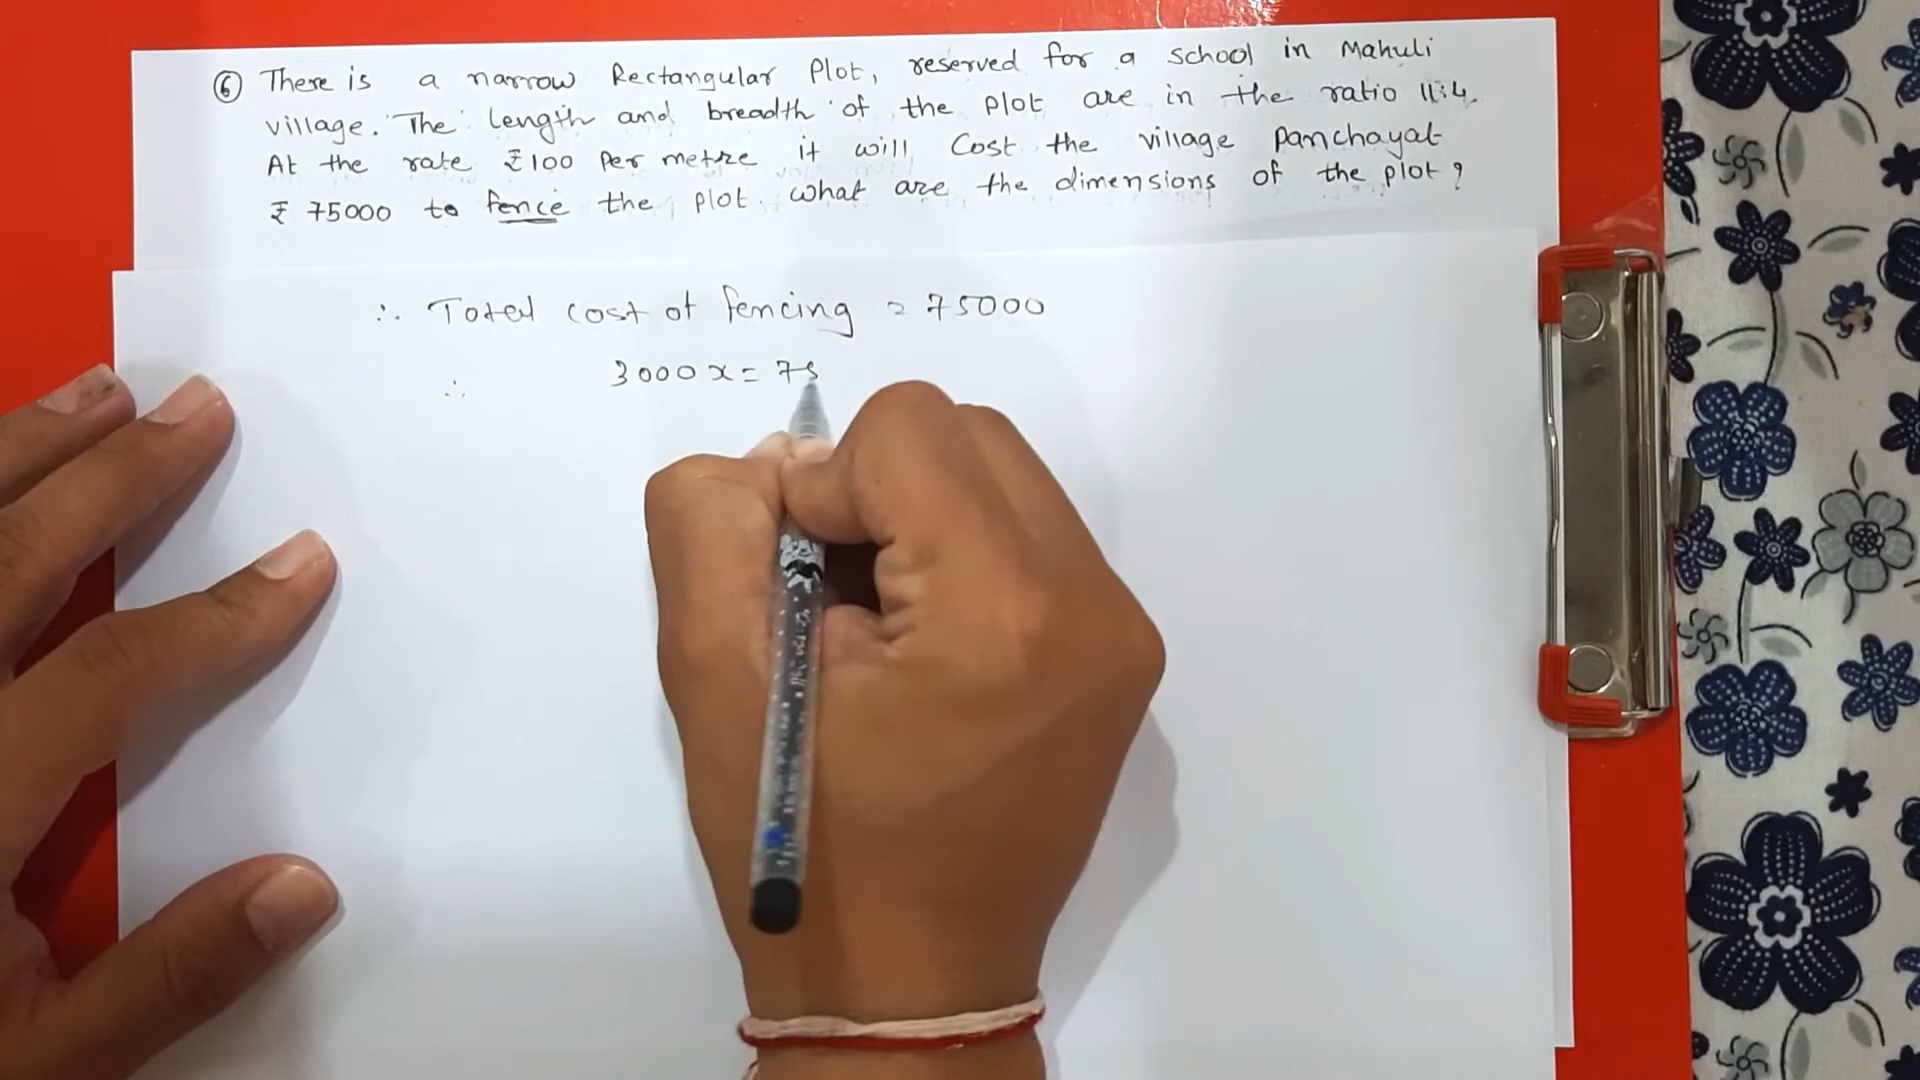 ⑥ There is a narrow Rectangular Plot, reserved for a school in Mahuli
village. The length and breadth of the plot are in the ratio 11:4.
At the rate ₹100 Per metre it will Cost the village Panchayat
₹ 75000 to fence the plot. what are the dimensions of the plot?
∴ Total cost of fencing = 75000
∴ 3000 x = 75